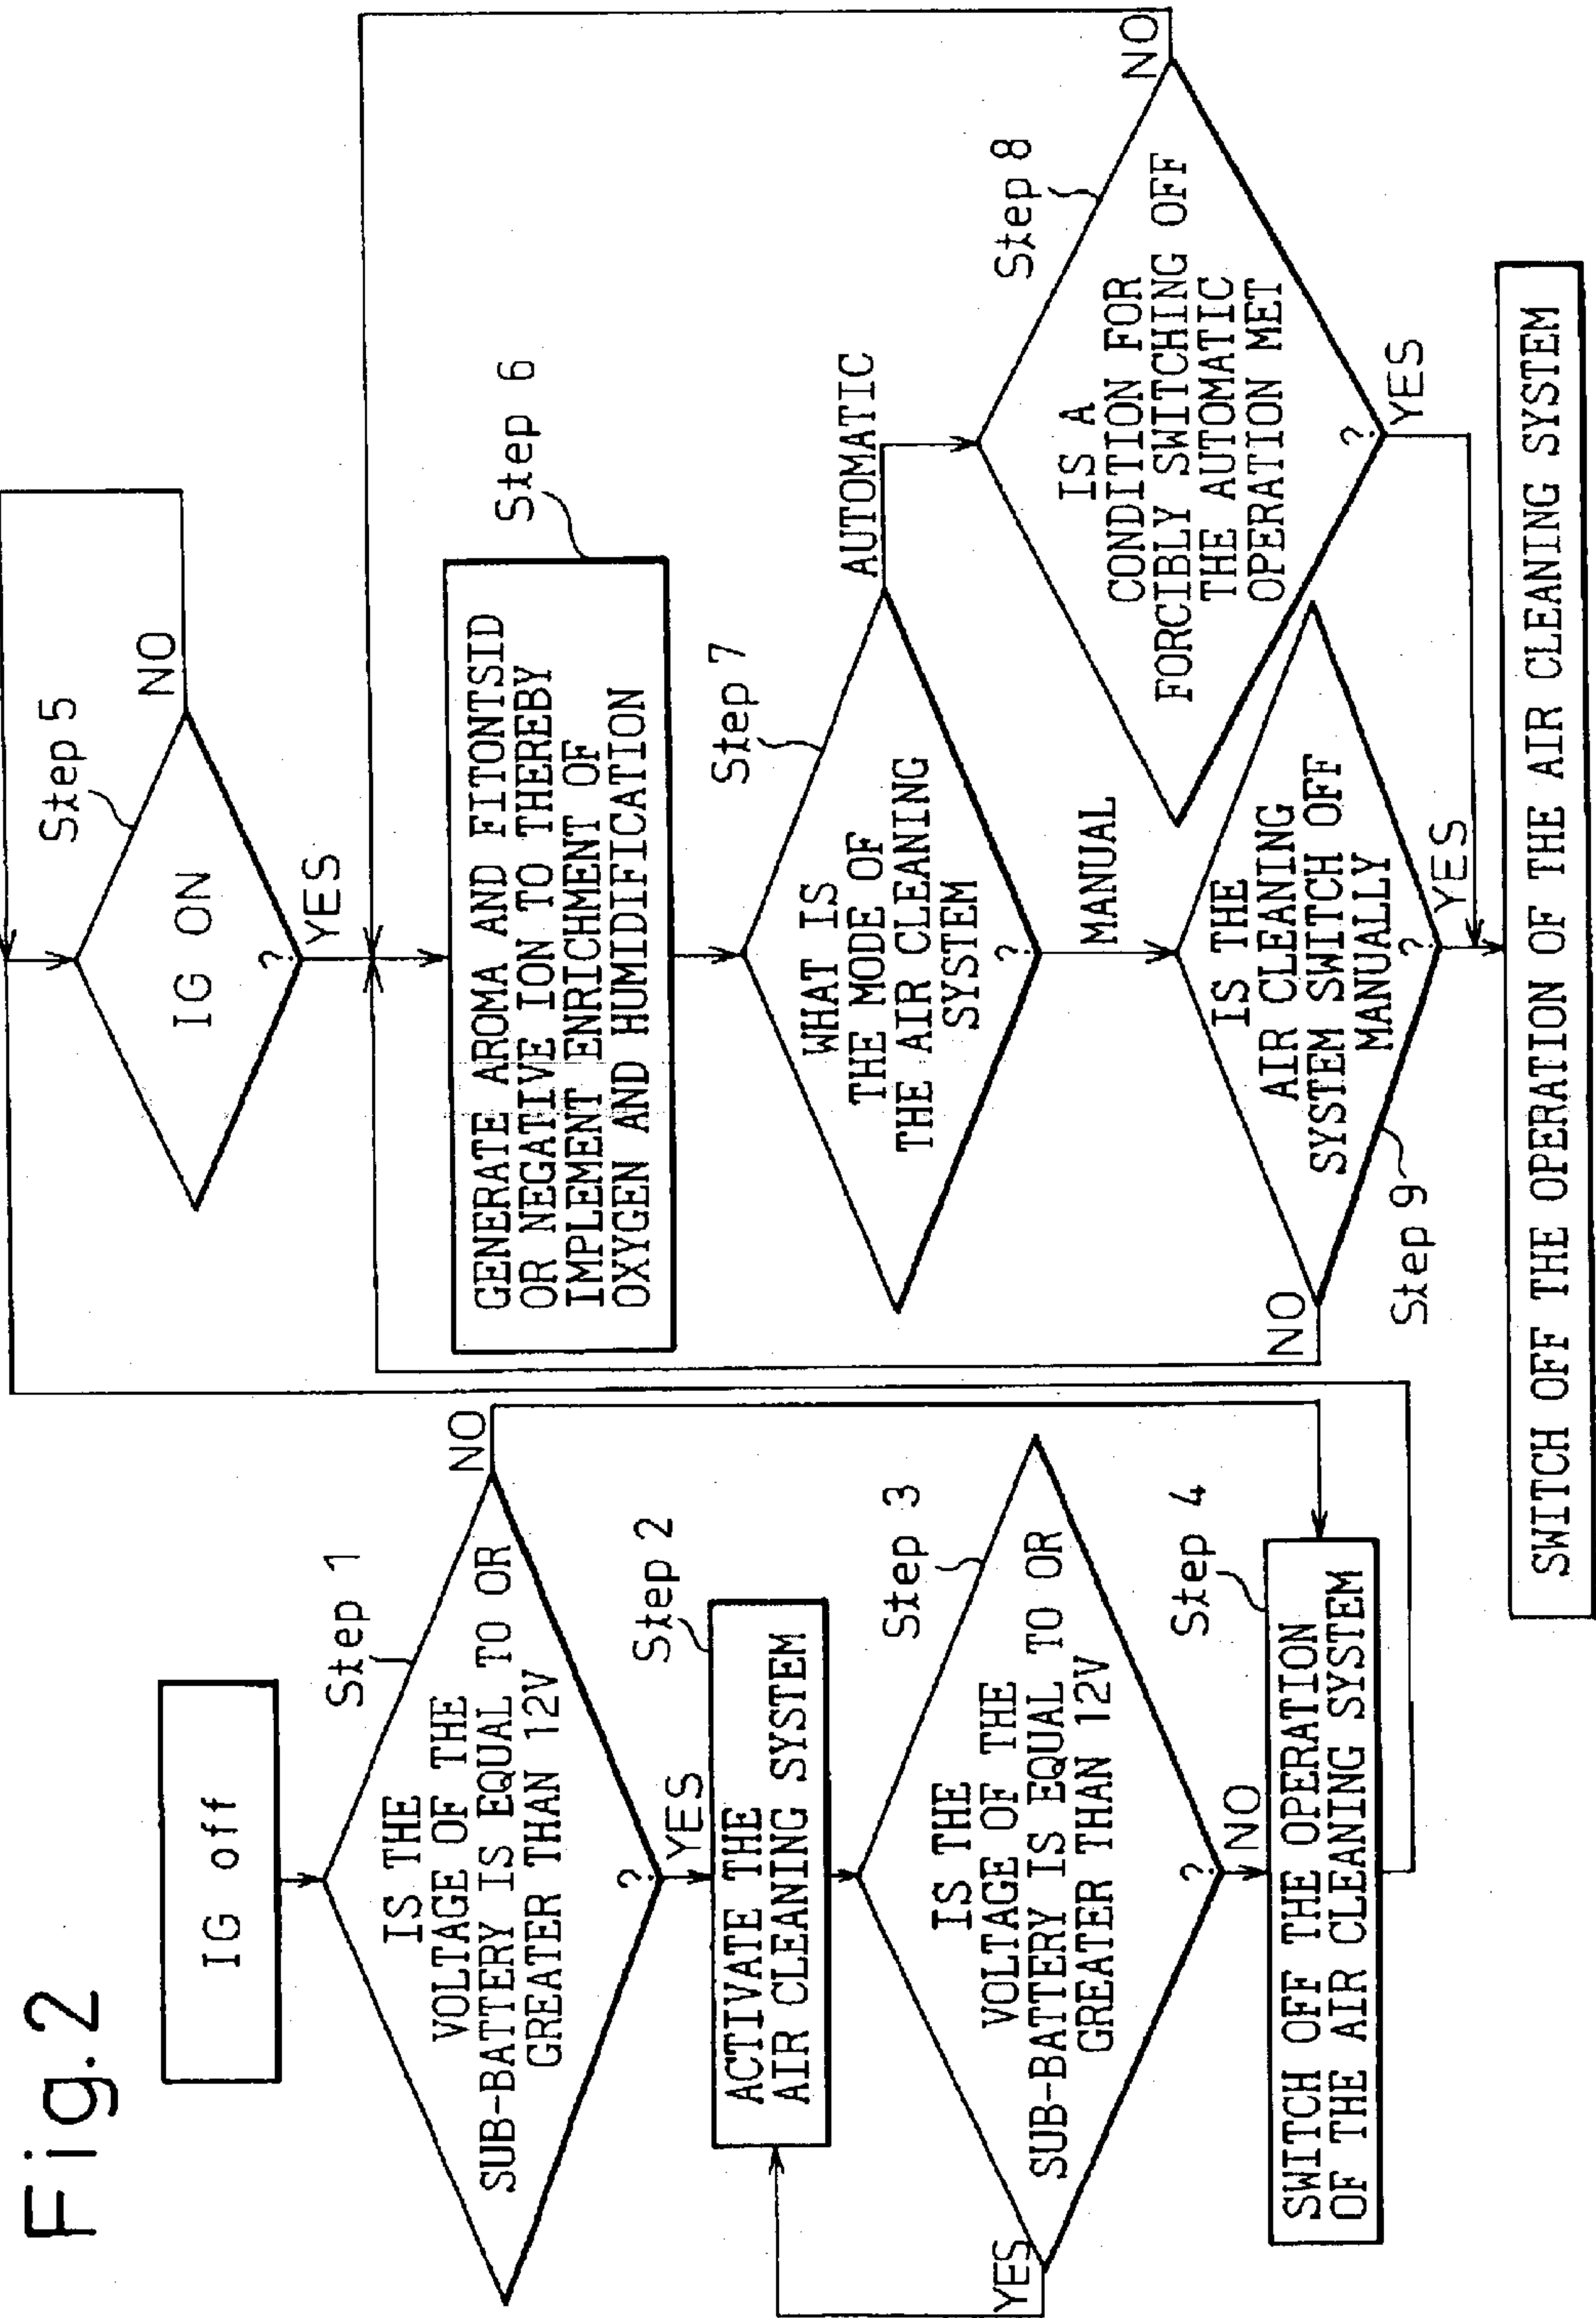 Fig.2
IG off
Step 1
IS THE
VOLTAGE OF THE
SUB-BATTERY IS EQUAL TO OR
GREATER THAN 12V
?
NO
YES
Step 2
ACTIVATE THE
AIR CLEANING SYSTEM
Step 3
IS THE
VOLTAGE OF THE
SUB-BATTERY IS EQUAL TO OR
GREATER THAN 12V
?
YES
NO
Step 4
SWITCH OFF THE OPERATION
OF THE AIR CLEANING SYSTEM
Step 5
IG ON
?
NO
YES
Step 6
GENERATE AROMA AND FITONTSID
OR NEGATIVE ION TO THEREBY
IMPLEMENT ENRICHMENT OF
OXYGEN AND HUMIDIFICATION
Step 7
WHAT IS
THE MODE OF
THE AIR CLEANING
SYSTEM
?
AUTOMATIC
MANUAL
Step 8
IS A
CONDITION FOR
FORCIBLY SWITCHING OFF
THE AUTOMATIC
OPERATION MET
?
NO
YES
IS THE
AIR CLEANING
SYSTEM SWITCH OFF
MANUALLY
?
NO
Step 9
YES
SWITCH OFF THE OPERATION OF THE AIR CLEANING SYSTEM